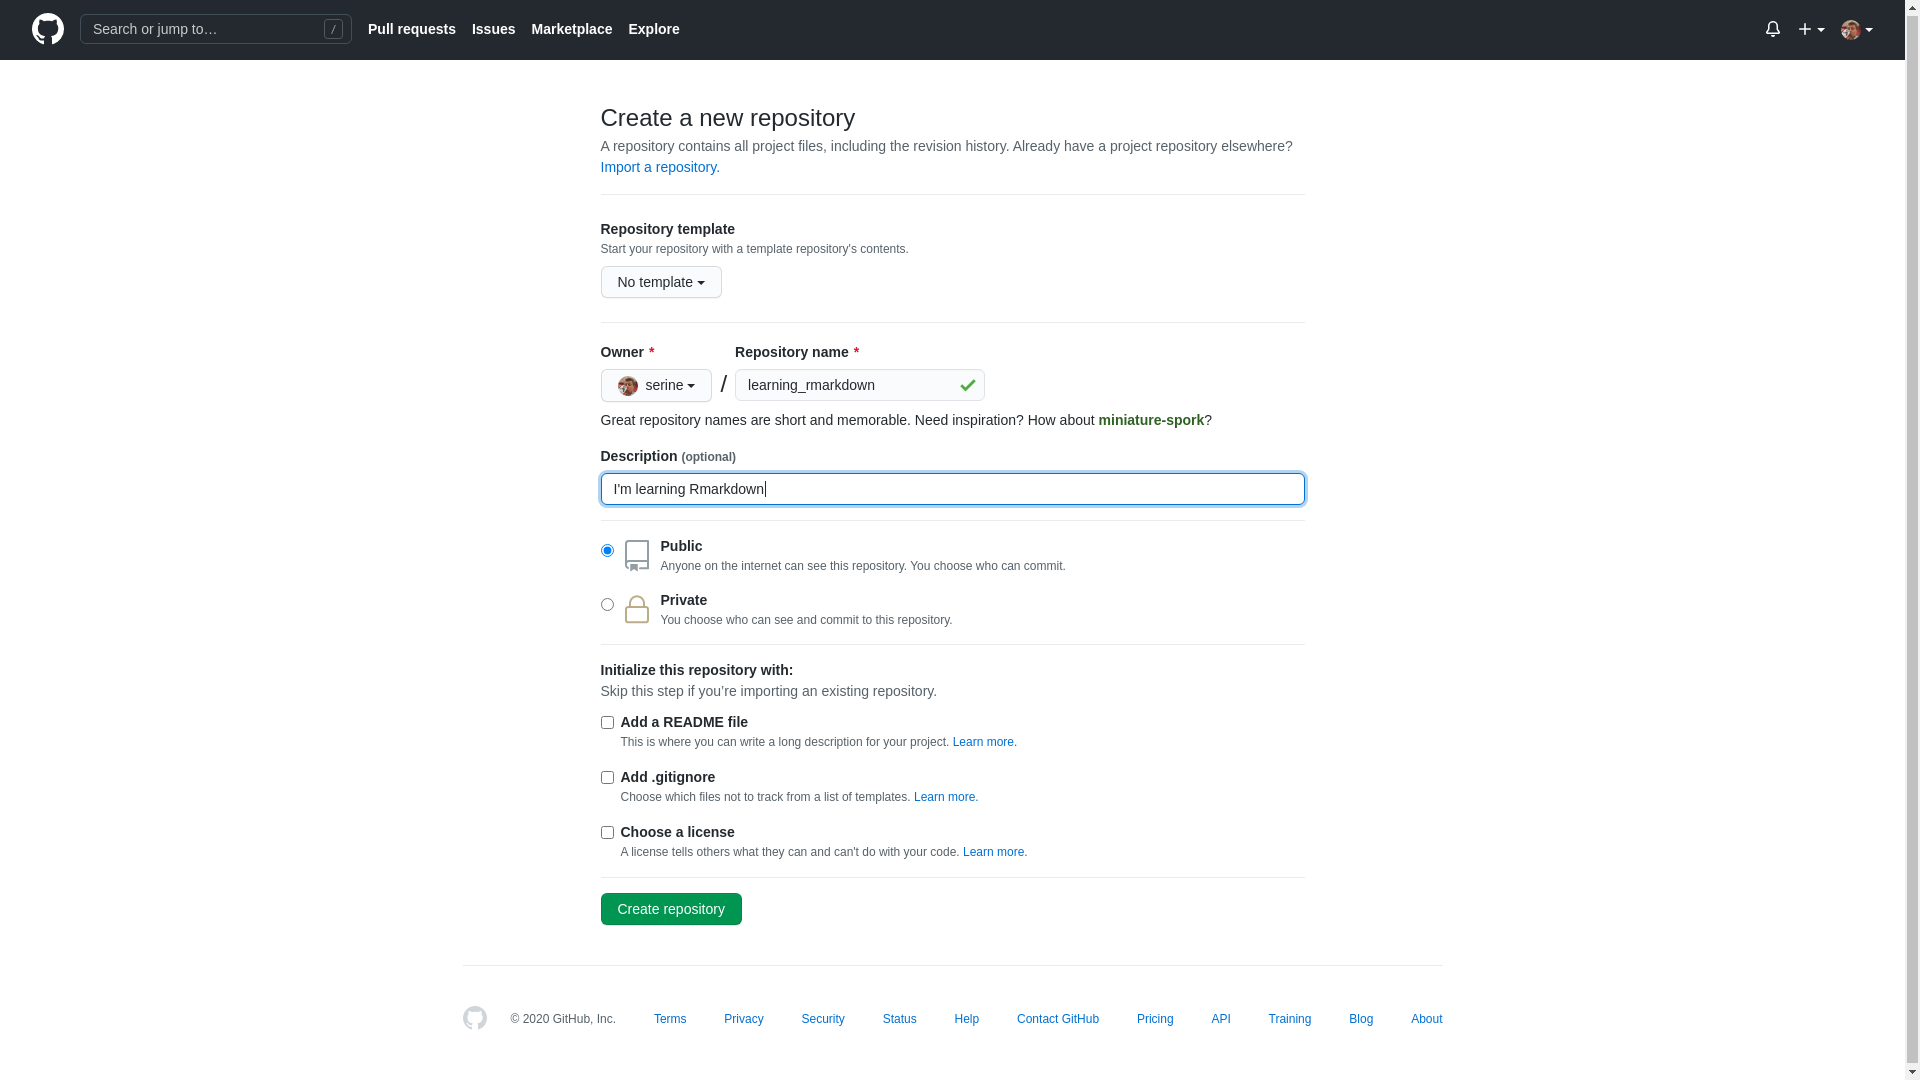 Search or jump to…
/
Pull requests
Issues
Marketplace
Explore
Create a new repository
A repository contains all project files, including the revision history. Already have a project repository elsewhere?
Import a repository.
Repository template
Start your repository with a template repository's contents.
No template
Owner *
Repository name *
serine
/
learning_rmarkdown
Great repository names are short and memorable. Need inspiration? How about miniature-spork?
Description (optional)
I'm learning Rmarkdown
Public
Anyone on the internet can see this repository. You choose who can commit.
Private
You choose who can see and commit to this repository.
Initialize this repository with:
Skip this step if you’re importing an existing repository.
Add a README file
This is where you can write a long description for your project. Learn more.
Add .gitignore
Choose which files not to track from a list of templates. Learn more.
Choose a license
A license tells others what they can and can't do with your code. Learn more.
Create repository
© 2020 GitHub, Inc.
Terms
Privacy
Security
Status
Help
Contact GitHub
Pricing
API
Training
Blog
About